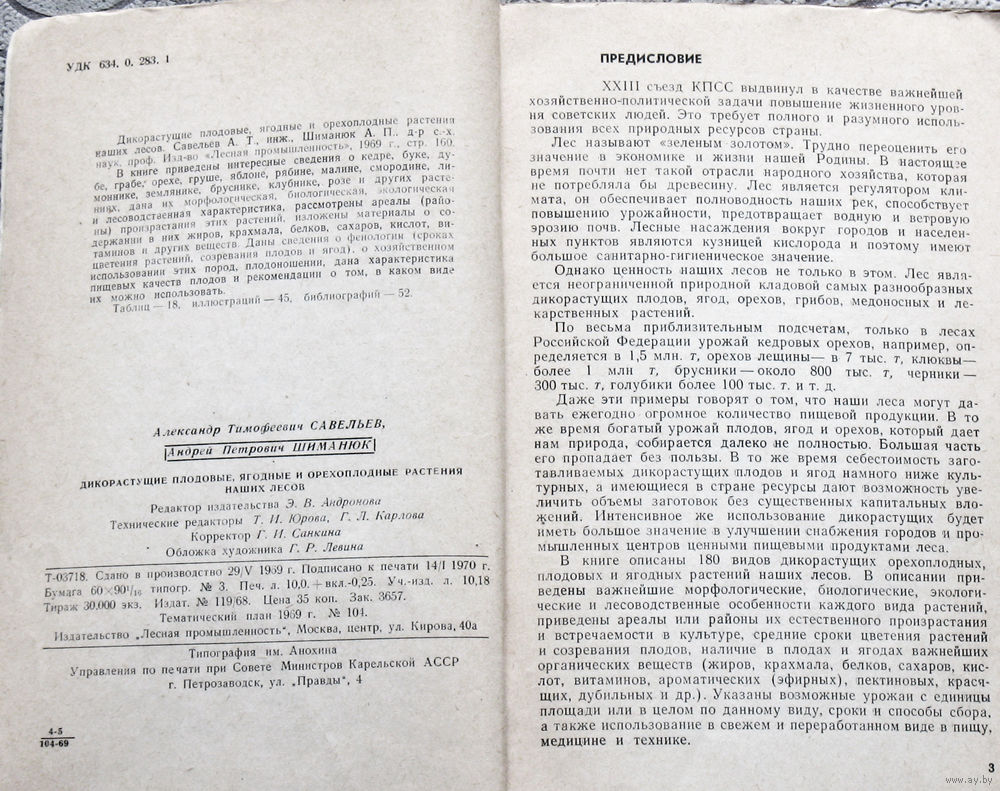 УДК 634. 0. 283. 1
Дикорастущие плодовые, ягодные и орехоплодные растения
наших лесов. Савельев А. Т., инж., Шиманюк А. П., д-р с.-х.
наук, проф. Изд-во «Лесная промышленность», 1969 г., стр. 160.
В книге приведены интересные сведения о кедре, буке, ду-
бе, грабе, орехе, груше, яблоне, рябине, малине, смородине, ли-
моннике, землянике, бруснике, клубнике, розе и других расте-
ниях, дана их морфологическая, биологическая, экологическая
и лесоводственная характеристика, рассмотрены ареалы (райо-
ны) произрастания этих растений, изложены материалы о со-
держании в них жиров, крахмала, белков, сахаров, кислот, ви-
таминов и других веществ. Даны сведения о фенологии (сроках
цветения растений, созревания плодов и ягод), о хозяйственном
использовании этих пород, плодоношении, дана характеристика
пищевых качеств плодов и рекомендации о том, в каком виде
их можно использовать.
Таблиц — 18, иллюстраций — 45, библиографий — 52.
Александр Тимофеевич САВЕЛЬЕВ,
Андрей Петрович ШИМАНЮК
ДИКОРАСТУЩИЕ ПЛОДОВЫЕ, ЯГОДНЫЕ И ОРЕХОПЛОДНЫЕ РАСТЕНИЯ
НАШИХ ЛЕСОВ
Редактор издательства Э. В. Андронова
Технические редакторы Т. И. Юрова, Г. Л. Карлова
Корректор Г. И. Санкина
Обложка художника Г. Р. Левина
Т-03718. Сдано в производство 29/V 1969 г. Подписано к печати 14/I 1970 г.
Бумага 60×90¹/₁₆ типогр. № 3. Печ. л. 10,0.+вкл.-0,25. Уч.-изд. л. 10,18
Тираж 30.000 экз. Издат. № 119/68. Цена 35 коп. Зак. 3657.
Тематический план 1969 г. № 104.
Издательство „Лесная промышленность“, Москва, центр, ул. Кирова, 40а
Типография им. Анохина
Управления по печати при Совете Министров Карельской АССР
г. Петрозаводск, ул. „Правды“, 4
4-5
104-69
ПРЕДИСЛОВИЕ
XXIII съезд КПСС выдвинул в качестве важнейшей
хозяйственно-политической задачи повышение жизненного уров-
ня советских людей. Это требует полного и разумного исполь-
зования всех природных ресурсов страны.
Лес называют «зеленым золотом». Трудно переоценить его
значение в экономике и жизни нашей Родины. В настоящее
время почти нет такой отрасли народного хозяйства, которая
не потребляла бы древесину. Лес является регулятором кли-
мата, он обеспечивает полноводность наших рек, способствует
повышению урожайности, предотвращает водную и ветровую
эрозию почв. Лесные насаждения вокруг городов и населен-
ных пунктов являются кузницей кислорода и поэтому имеют
большое санитарно-гигиеническое значение.
Однако ценность наших лесов не только в этом. Лес явля-
ется неограниченной природной кладовой самых разнообразных
дикорастущих плодов, ягод, орехов, грибов, медоносных и ле-
карственных растений.
По весьма приблизительным подсчетам, только в лесах
Российской Федерации урожай кедровых орехов, например, оп-
ределяется в 1,5 млн. т, орехов лещины— в 7 тыс. т, клюквы—
более 1 млн т, брусники — около 800 тыс. т, черники —
300 тыс. т, голубики более 100 тыс. т. и т. д.
Даже эти примеры говорят о том, что наши леса могут да-
вать ежегодно огромное количество пищевой продукции. В то
же время богатый урожай плодов, ягод и орехов, который дает
нам природа, собирается далеко не полностью. Большая часть
его пропадает без пользы. В то же время себестоимость заго-
тавливаемых дикорастущих плодов и ягод намного ниже куль-
турных, а имеющиеся в стране ресурсы дают возможность уве-
личить объемы заготовок без существенных капитальных вло-
жений. Интенсивное же использование дикорастущих будет
иметь большое значение в улучшении снабжения городов и про-
мышленных центров ценными пищевыми продуктами леса.
В книге описаны 180 видов дикорастущих орехоплодных,
плодовых и ягодных растений наших лесов. В описании при-
ведены важнейшие морфологические, биологические, экологи-
ческие и лесоводственные особенности каждого вида растений,
приведены ареалы или районы их естественного произрастания
и встречаемости в культуре, средние сроки цветения растений
и созревания плодов, наличие в плодах и ягодах важнейших
органических веществ (жиров, крахмала, белков, сахаров, кис-
лот, витаминов, ароматических (эфирных), пектиновых, красч-
щих, дубильных и др.). Указаны возможные урожаи с единицы
площади или в целом по данному виду, сроки и способы сбора,
а также использование в свежем и переработанном виде в пищу,
медицине и технике.
3
www.ay.by